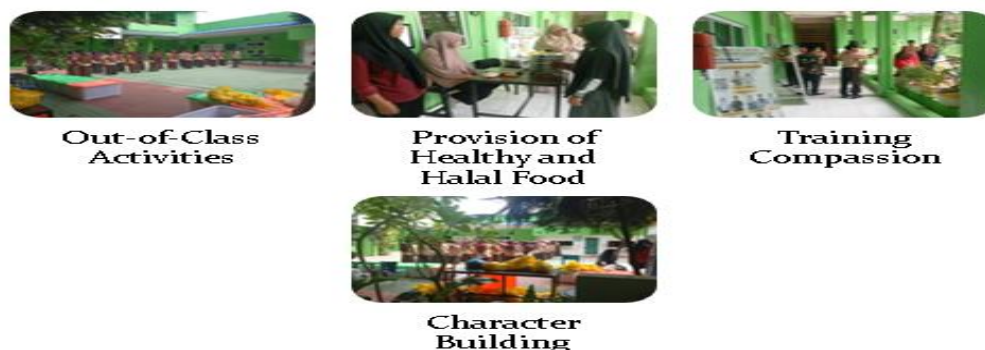 Out-of-Class
Activities
Provision of
Healthy and
Halal Food
Training
Compassion
Character
Building